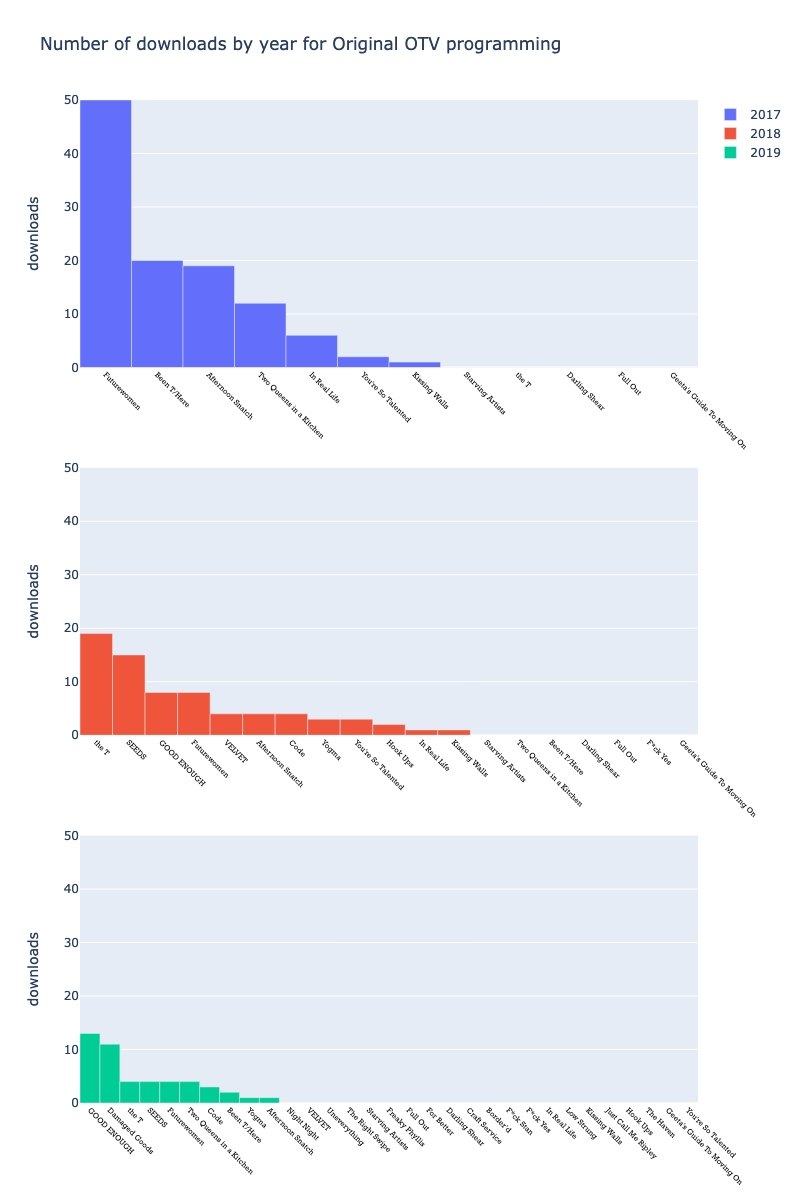 Number of downloads by year for Original OTV programming
2017
2018
2019
downloads
50
40
30
20
10
0
Futurewomen
Been T/Here
Afternoon Snatch
Two Queens in a Kitchen
In Real Life
You're So Talented
Kissing Walls
Starving Artists
the T
Darling Shear
Full Out
Geeta's Guide To Moving On
downloads
50
40
30
20
10
0
the T
SEEDS
GOOD ENOUGH
Futurewomen
VELVET
Afternoon Snatch
Code
Yogma
You're So Talented
Hook Ups
In Real Life
Kissing Walls
Starving Artists
Two Queens in a Kitchen
Been T/Here
Darling Shear
Full Out
F*ck Yes
Geeta's Guide To Moving On
downloads
50
40
30
20
10
0
GOOD ENOUGH
Damaged Goods
the T
SEEDS
Futurewomen
Two Queens in a Kitchen
Code
Been T/Here
Yogma
Afternoon Snatch
Night Night
VELVET
Uneverything
The Right Swipe
Starving Artists
Freaky Phyllis
Full Out
For Better
Darling Shear
Craft Service
Border'd
F*ck Stan
F*ck Yes
In Real Life
Low Strung
Kissing Walls
Just Call Me Ripley
Hook Ups
The Haven
Geeta's Guide To Moving On
You're So Talented